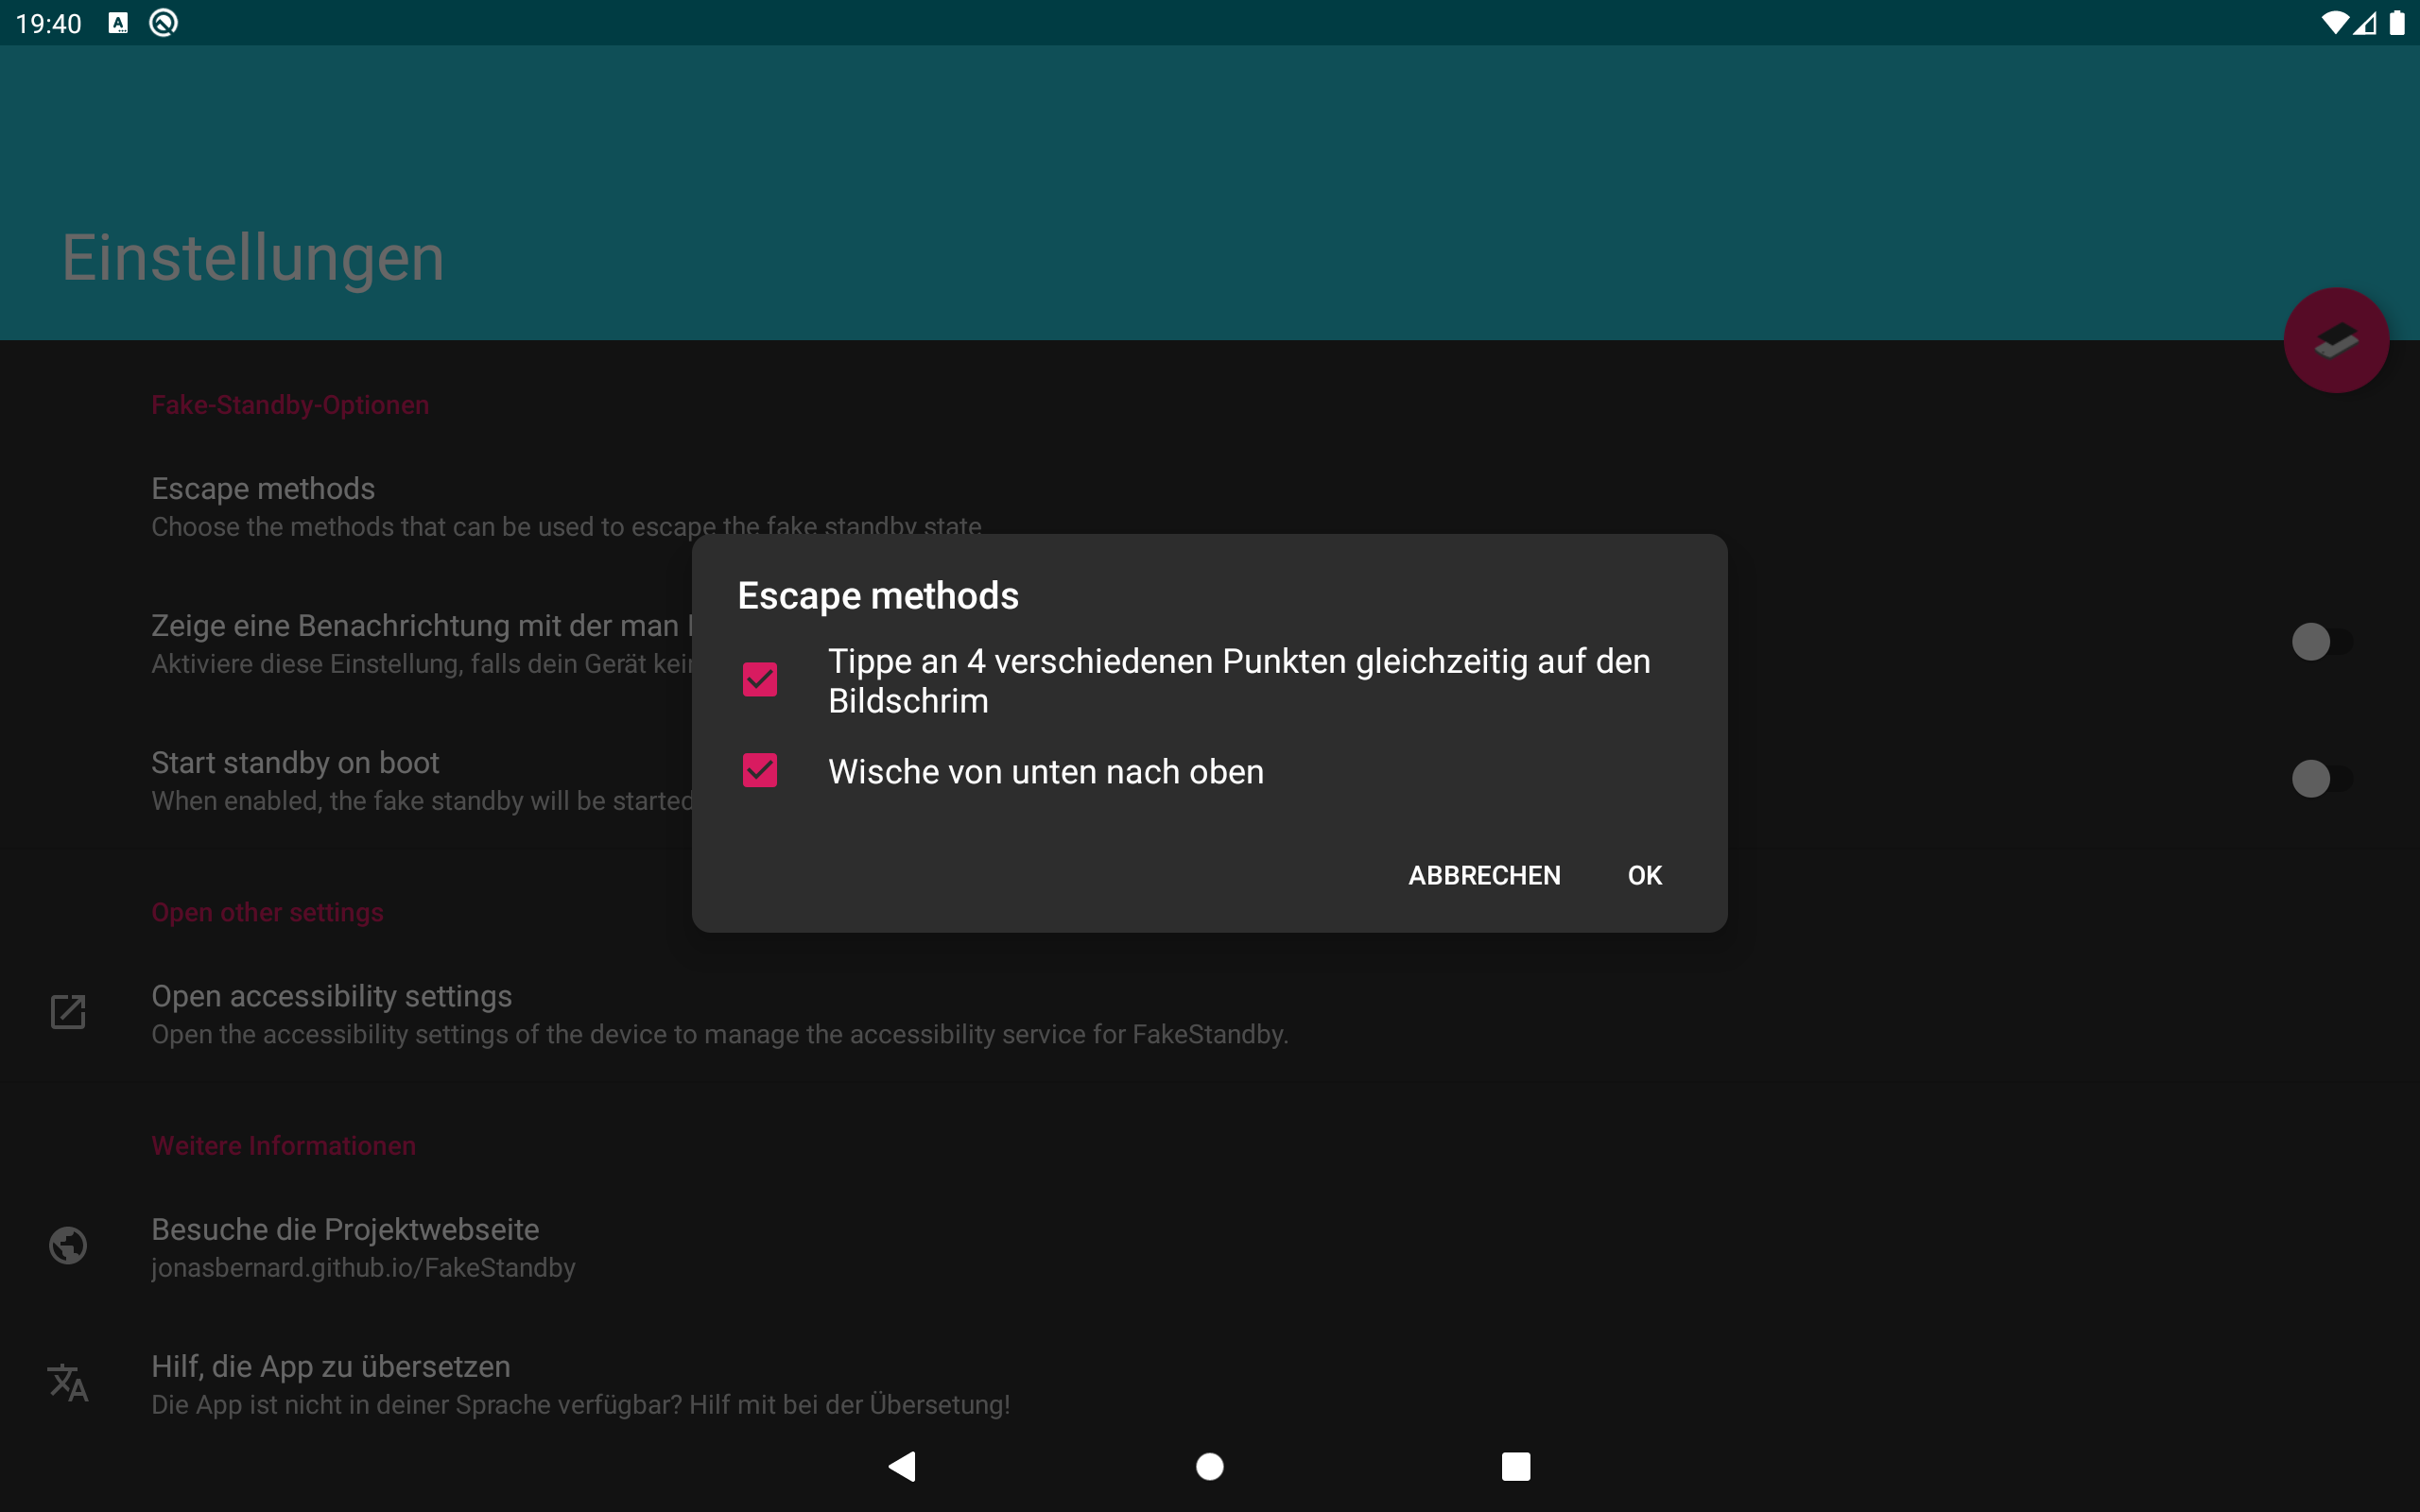 19:40
Einstellungen
Fake-Standby-Optionen
Escape methods
Choose the methods that can be used to escape the fake standby state
Zeige eine Benachrichtung mit der man
Aktiviere diese Einstellung, falls dein Gerät
Start standby on boot
When enabled, the fake standby will be started
Escape methods
Tippe an 4 verschiedenen Punkten gleichzeitig auf den
Bildschrim
Wische von unten nach oben
ABBRECHEN OK
Open other settings
Open accessibility settings
Open the accessibility settings of the device to manage the accessibility service for FakeStandby.
Weitere Informationen
Besuche die Projektwebseite
jonasbernard.github.io/FakeStandby
Hilf, die App zu übersetzen
Die App ist nicht in deiner Sprache verfügbar? Hilf mit bei der Übersetung!